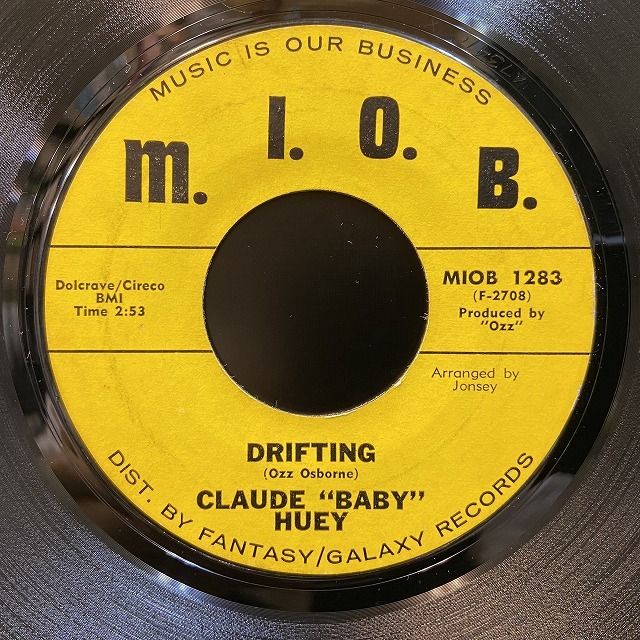 MUSIC IS OUR BUSINESS
m. I. O. B.
Dolcrave/Cireco
BMI
Time 2:53
MIOB 1283
(F-2708)
Produced by
"Ozz"
Arranged by
Jonsey
DRIFTING
(Ozz Osborne)
CLAUDE "BABY"
HUEY
DIST. BY FANTASY/GALAXY RECORDS